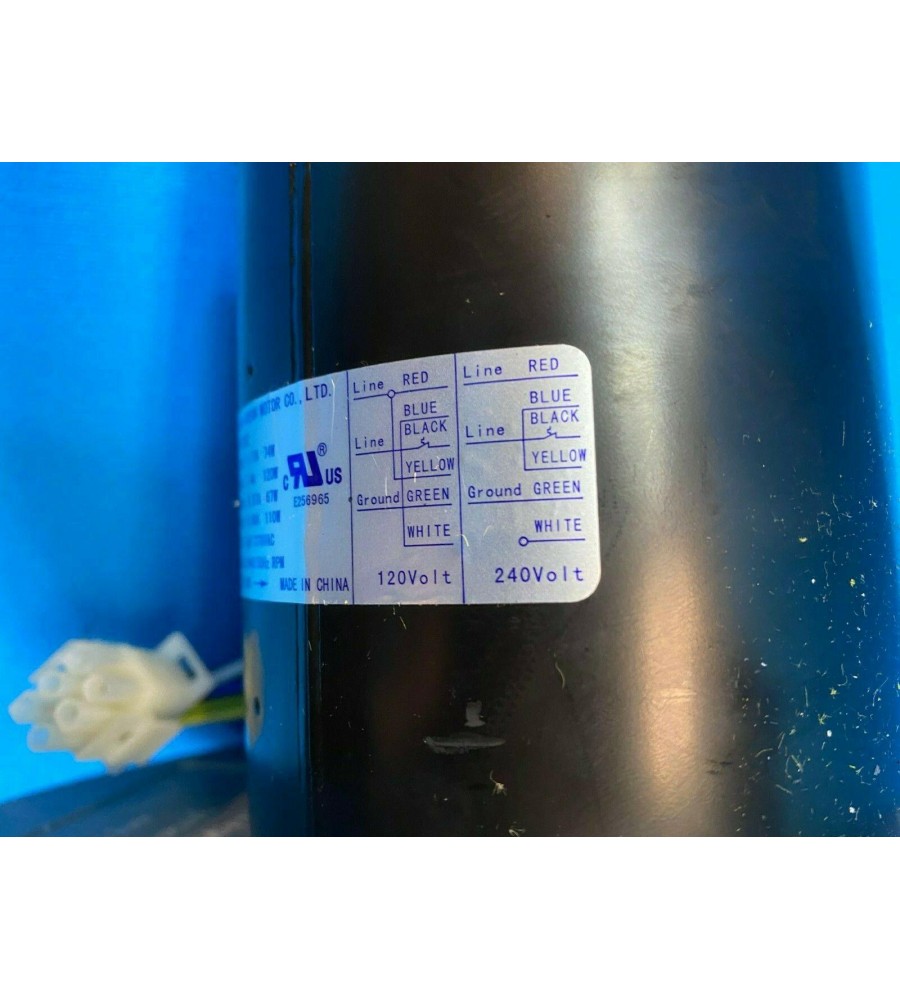 MOTOR CO., LTD.
C RU ® US
E256965
MADE IN CHINA
Line RED
BLUE
BLACK
Line
YELLOW
Ground GREEN
WHITE
120Volt
Line RED
BLUE
BLACK
Line
YELLOW
Ground GREEN
WHITE
240Volt